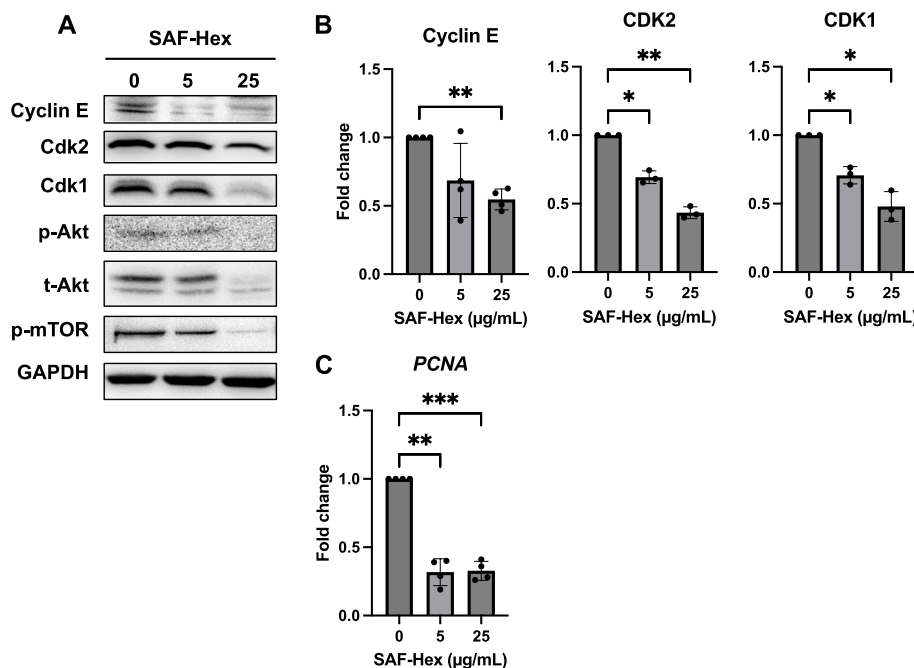 A
SAF-Hex
0 5 25
Cyclin E
Cdk2
Cdk1
p-Akt
t-Akt
p-mTOR
GAPDH
B
Cyclin E
Fold change
1.5
1.0
0.5
0.0
**
0 5 25
SAF-Hex (µg/mL)
CDK2
1.5
1.0
0.5
0.0
**
*
0 5 25
SAF-Hex (µg/mL)
CDK1
1.5
1.0
0.5
0.0
*
*
0 5 25
SAF-Hex (µg/mL)
C
PCNA
Fold change
1.5
1.0
0.5
0.0
***
**
0 5 25
SAF-Hex (µg/mL)